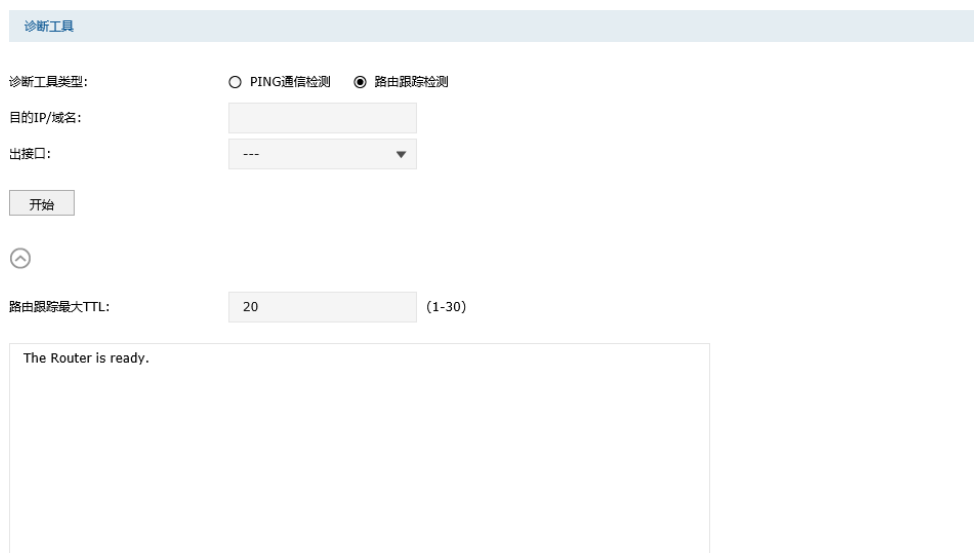 诊断工具
诊断工具类型: PING通信检测 路由跟踪检测
目的IP/域名:
出接口: ---
开始
路由跟踪最大TTL: 20 (1-30)
The Router is ready.